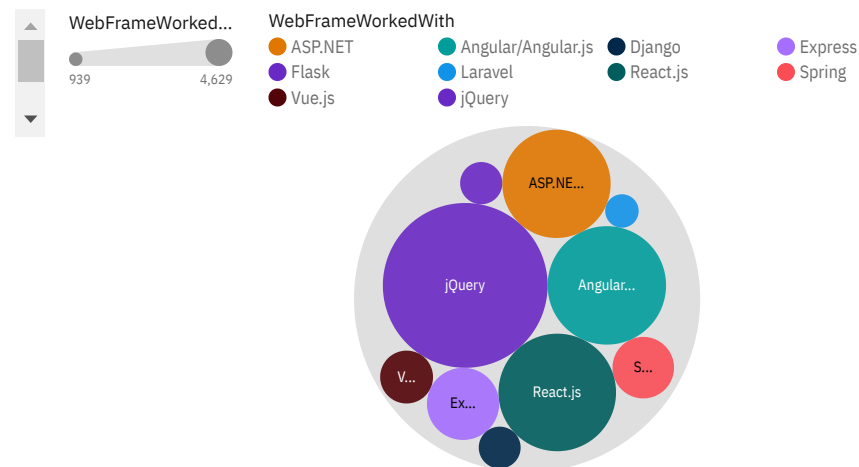 WebFrameWorked...
939 4,629
WebFrameWorkedWith
ASP.NET Angular/Angular.js Django Express
Flask Laravel React.js Spring
Vue.js jQuery
ASP.NE...
jQuery Angular...
S...
V... React.js
Ex...